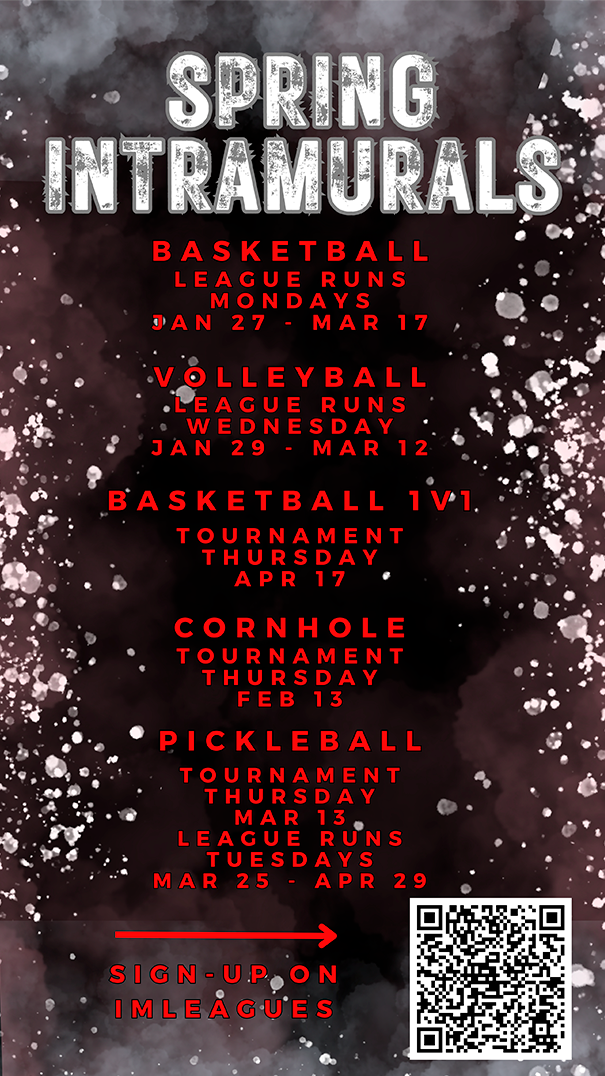 SPRING
INTRAMURALS
BASKETBALL
LEAGUE RUNS
MONDAYS
JAN 27 - MAR 17
VOLLEYBALL
LEAGUE RUNS
WEDNESDAY
JAN 29 - MAR 12
BASKETBALL 1V1
TOURNAMENT
THURSDAY
APR 17
CORNHOLE
TOURNAMENT
THURSDAY
FEB 13
PICKLEBALL
TOURNAMENT
THURSDAY
MAR 13
LEAGUE RUNS
TUESDAYS
MAR 25 - APR 29
SIGN-UP ON
IMLEAGUES